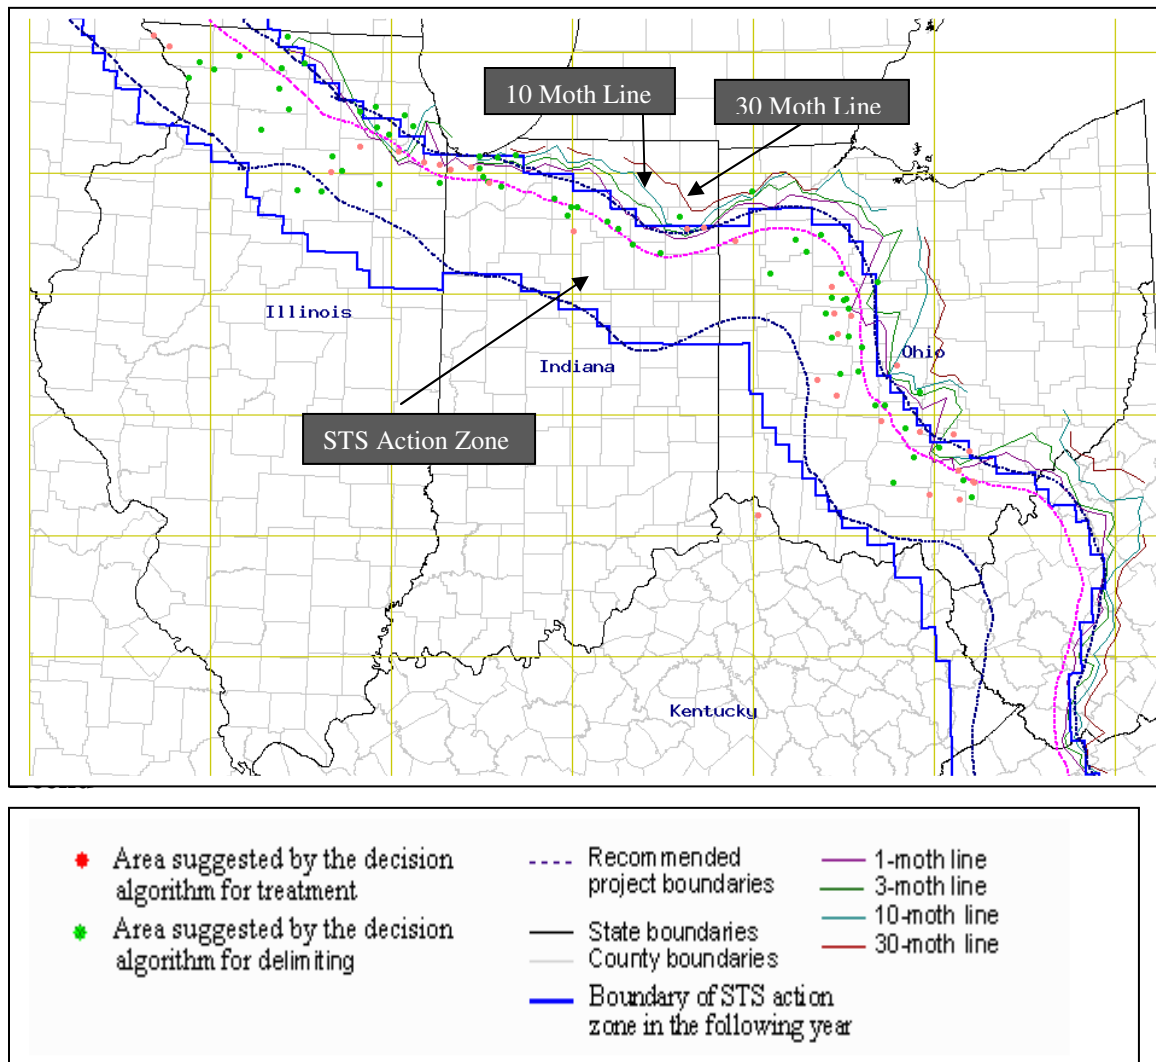 10 Moth Line
30 Moth Line
Illinois
Ohio
Indiana
STS Action Zone
Kentucky
Area suggested by the decision
algorithm for treatment
Area suggested by the decision
algorithm for delimiting
Recommended
project boundaries
State boundaries
County boundaries
Boundary of STS action
zone in the following year
1-moth line
3-moth line
10-moth line
30-moth line